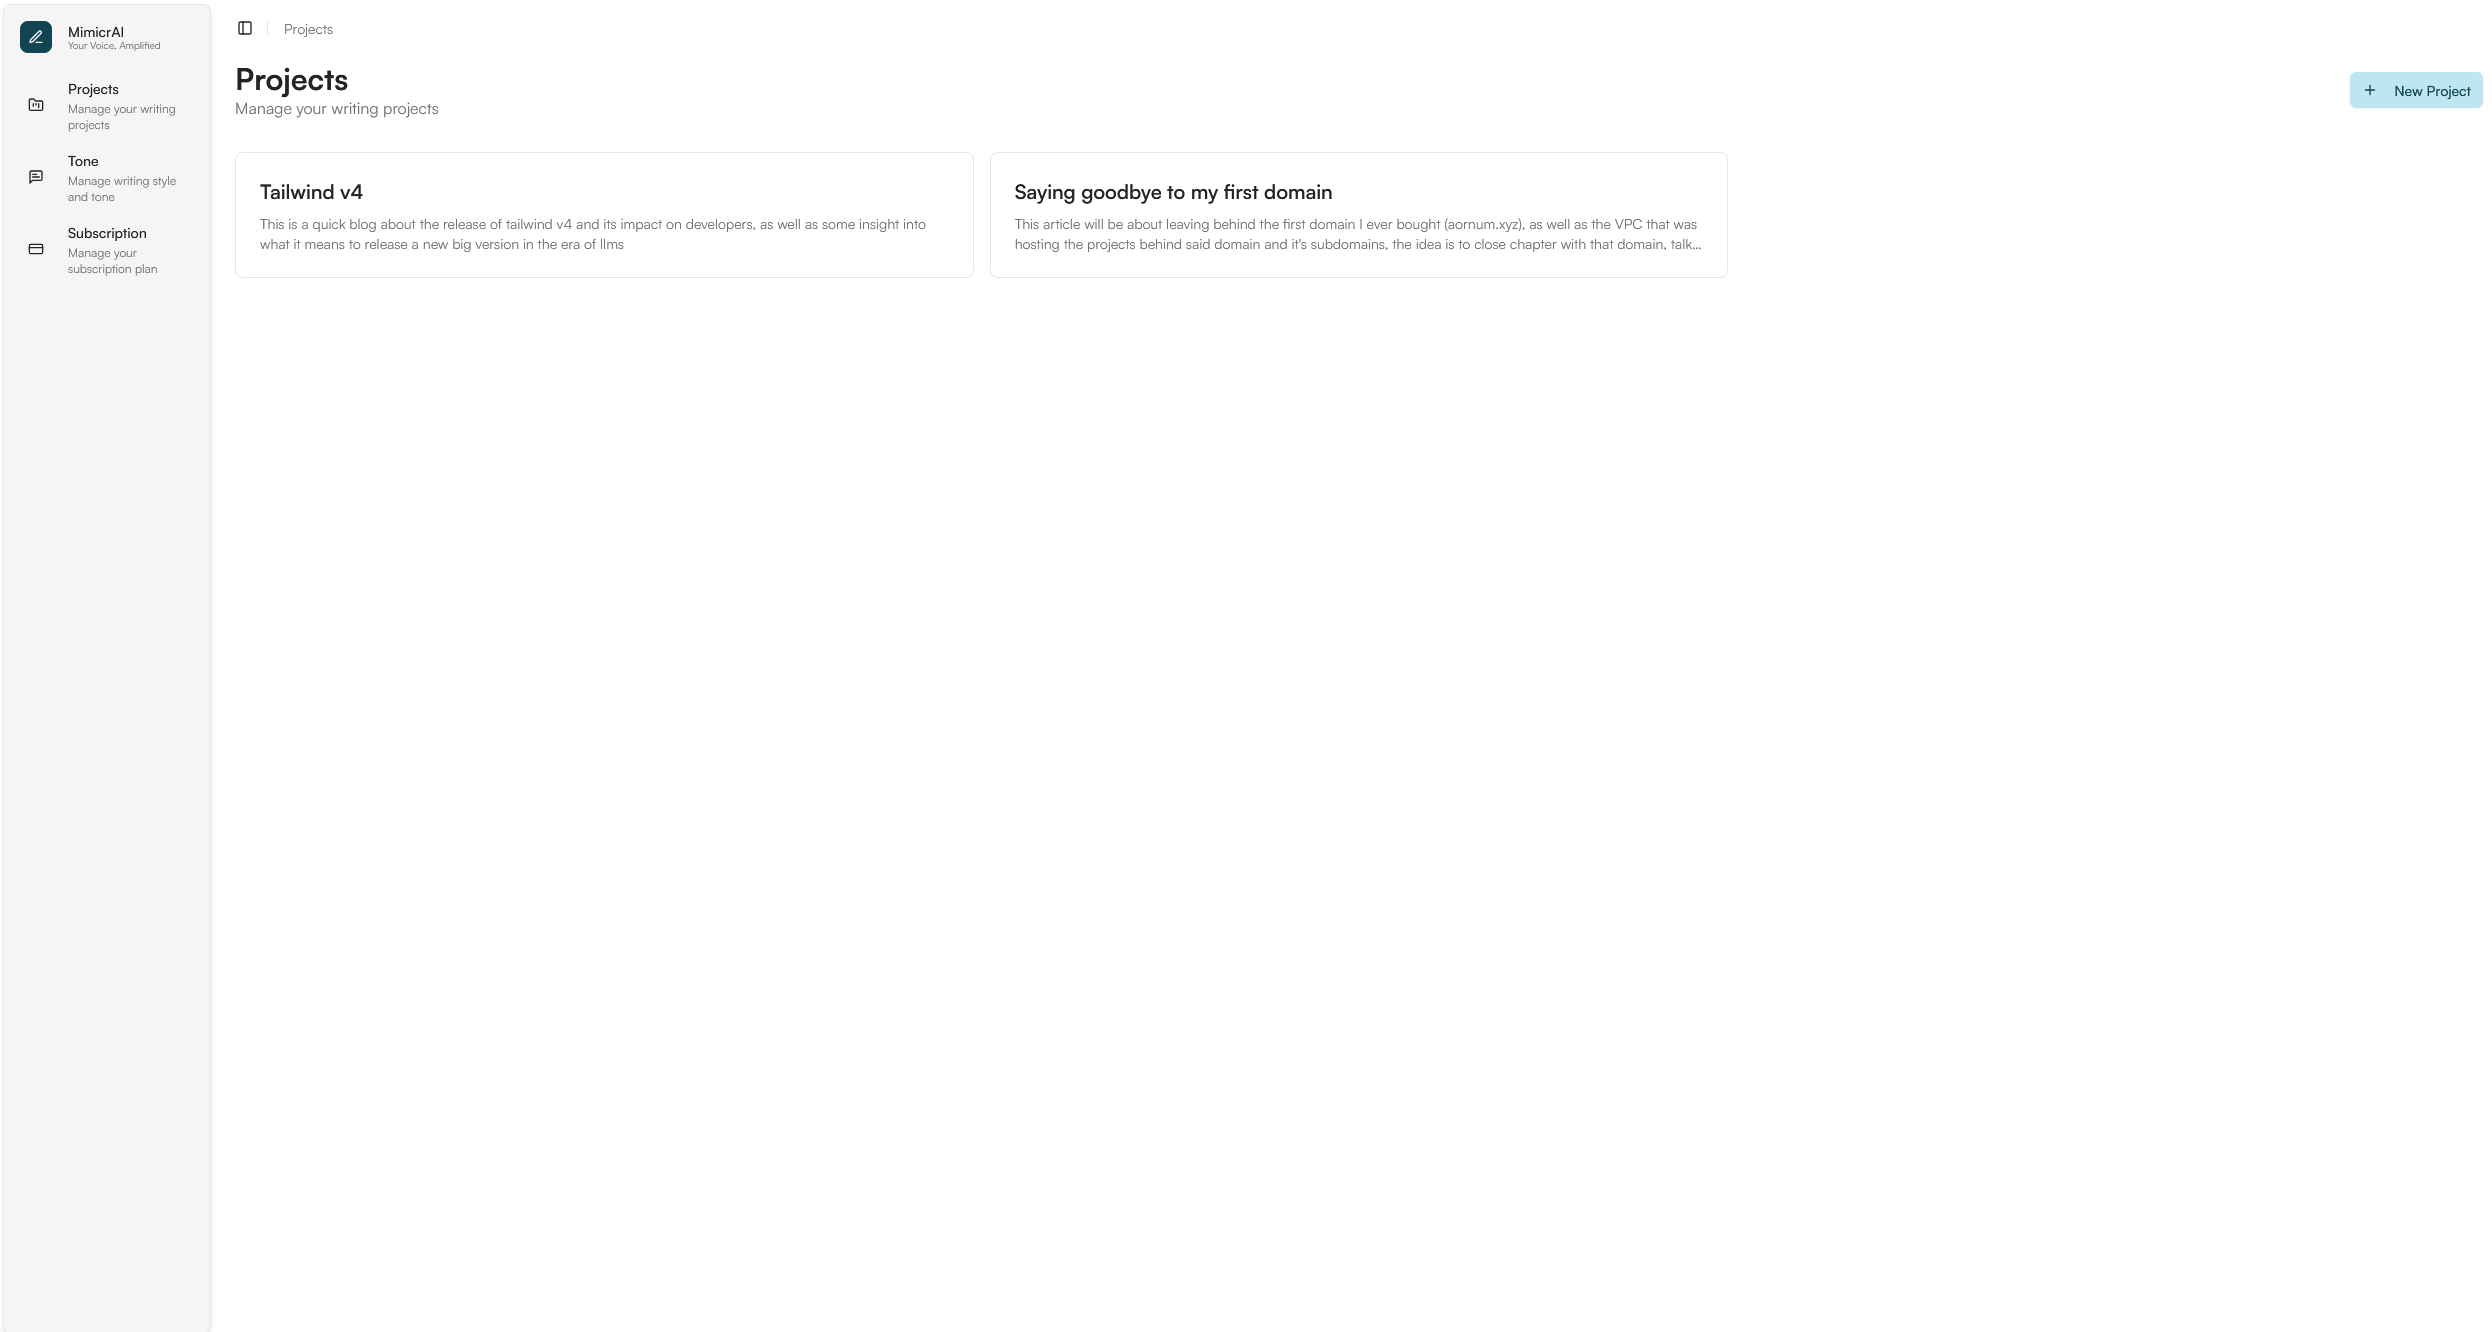 MimicrAI
Your Voice, Amplified
Projects
Manage your writing
projects
Tone
Manage writing style
and tone
Subscription
Manage your
subscription plan
Projects
Projects
Manage your writing projects
New Project
Tailwind v4
This is a quick blog about the release of tailwind v4 and its impact on developers, as well as some insight into
what it means to release a new big version in the era of llms
Saying goodbye to my first domain
This article will be about leaving behind the first domain I ever bought (aornum.xyz), as well as the VPC that was
hosting the projects behind said domain and it's subdomains, the idea is to close chapter with that domain, talk...